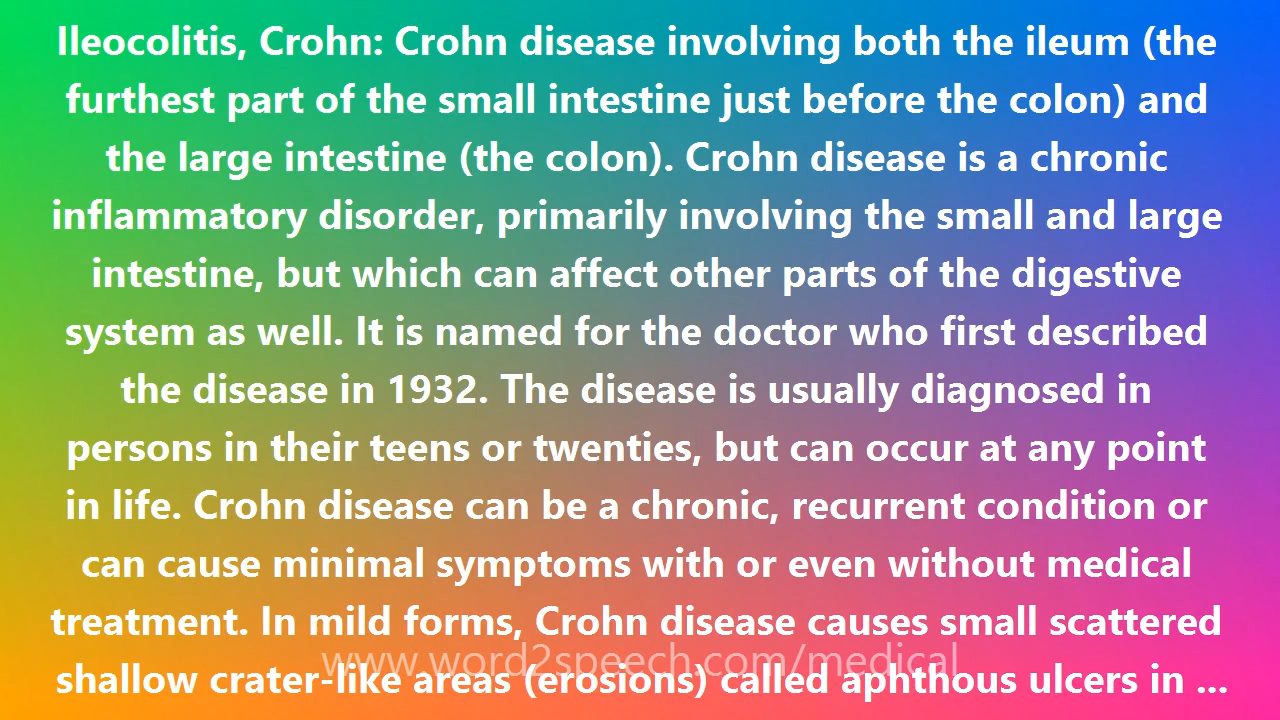 Ileocolitis, Crohn: Crohn disease involving both the ileum (the
furthest part of the small intestine just before the colon) and
the large intestine (the colon). Crohn disease is a chronic
inflammatory disorder, primarily involving the small and large
intestine, but which can affect other parts of the digestive
system as well. It is named for the doctor who first described
the disease in 1932. The disease is usually diagnosed in
persons in their teens or twenties, but can occur at any point
in life. Crohn disease can be a chronic, recurrent condition or
can cause minimal symptoms with or even without medical
treatment. In mild forms, Crohn disease causes small scattered
www.word2speech.com/medical
shallow crater-like areas (erosions) called aphthous ulcers in ...